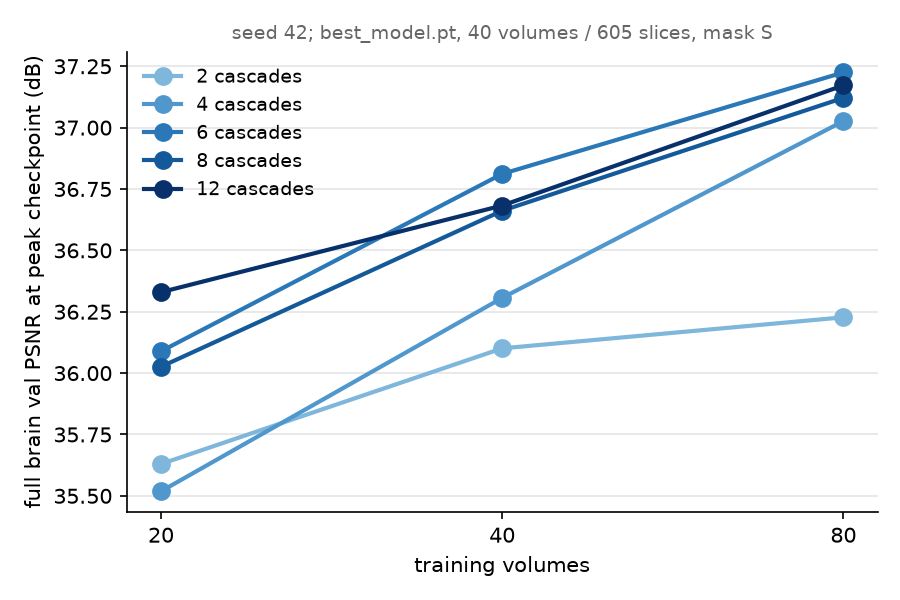 seed 42; best_model.pt, 40 volumes / 605 slices, mask S
full brain val PSNR at peak checkpoint (dB)
37.25
37.00
36.75
36.50
36.25
36.00
35.75
35.50
2 cascades
4 cascades
6 cascades
8 cascades
12 cascades
20
40
80
training volumes